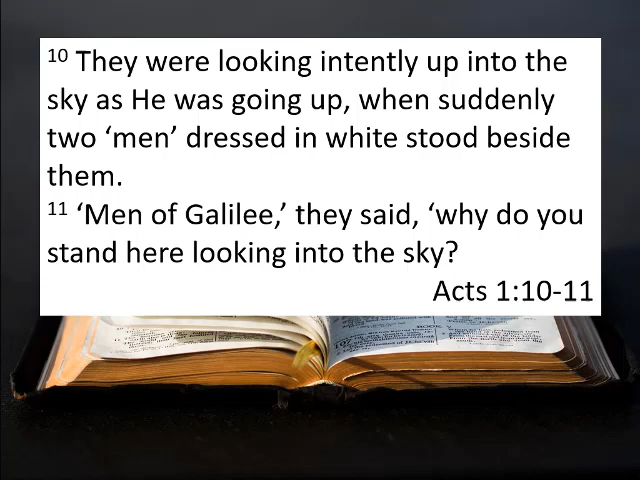 10 They were looking intently up into the
sky as He was going up, when suddenly
two ‘men’ dressed in white stood beside
them.
11 ‘Men of Galilee,’ they said, ‘why do you
stand here looking into the sky?
Acts 1:10-11